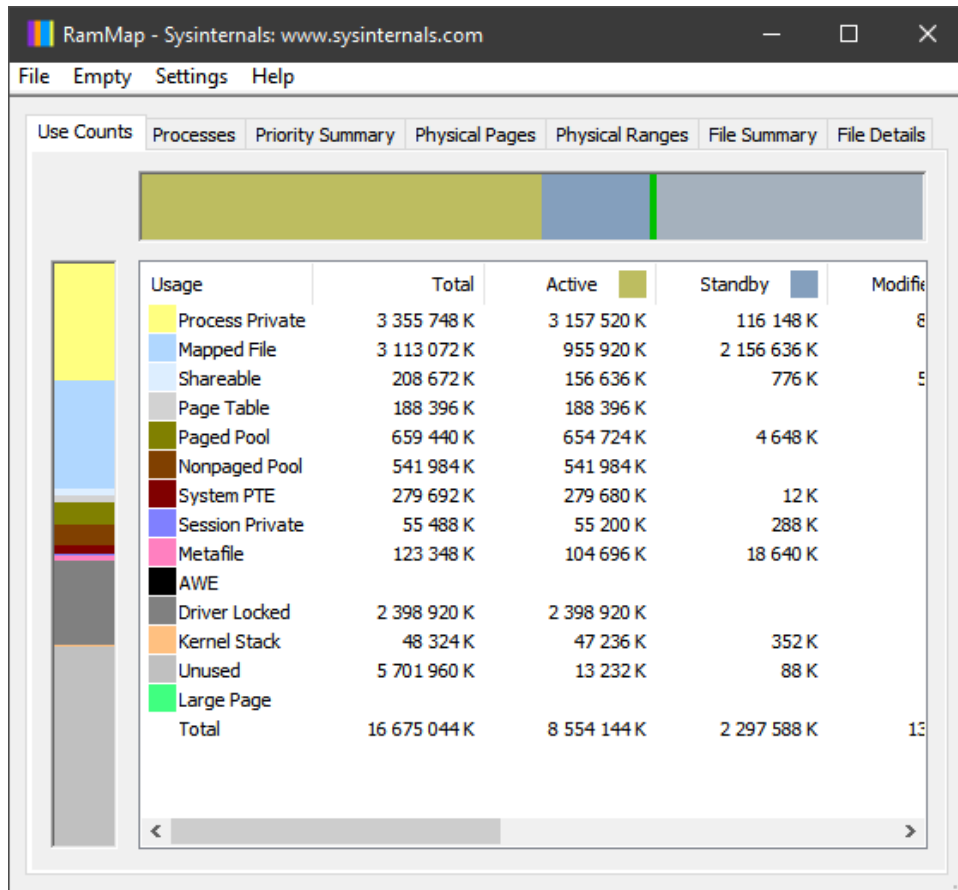 RamMap - Sysinternals: www.sysinternals.com
File Empty Settings Help
Use Counts Processes Priority Summary Physical Pages Physical Ranges File Summary File Details
Usage Total Active Standby Modifie
Process Private 3 355 748 K 3 157 520 K 116 148 K 8
Mapped File 3 113 072 K 955 920 K 2 156 636 K
Shareable 208 672 K 156 636 K 776 K 5
Page Table 188 396 K 188 396 K
Paged Pool 659 440 K 654 724 K 4 648 K
Nonpaged Pool 541 984 K 541 984 K
System PTE 279 692 K 279 680 K 12 K
Session Private 55 488 K 55 200 K 288 K
Metafile 123 348 K 104 696 K 18 640 K
AWE
Driver Locked 2 398 920 K 2 398 920 K
Kernel Stack 48 324 K 47 236 K 352 K
Unused 5 701 960 K 13 232 K 88 K
Large Page
Total 16 675 044 K 8 554 144 K 2 297 588 K 13